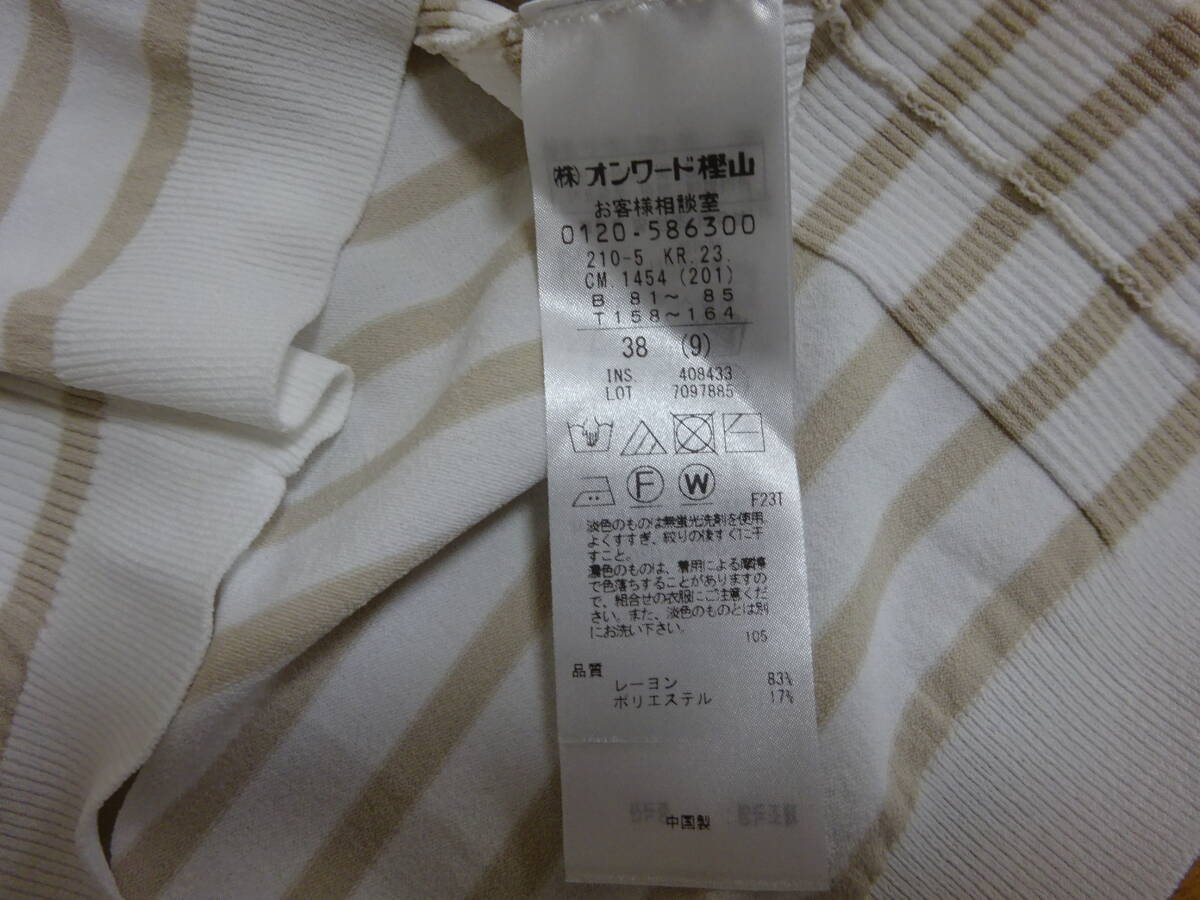 (株)オンワード樫山
お客様相談室
0120-586300
210-5 KR.23.
CM.1454 (201)
B 81～ 85
T158～164
38 (9)
INS. 408433
LOT 7097885
F
W
F23T
淡色のものは無蛍光洗剤を使用、
よくすすぎ、絞りの後すぐに干
すこと。
濃色のものは、着用による摩擦
で色落ちすることがありますの
で、組合せの衣服にご注意くだ
さい。また、淡色のものとは別
にお洗い下さい。
105
品質
レーヨン 83%
ポリエステル 17%
中国製